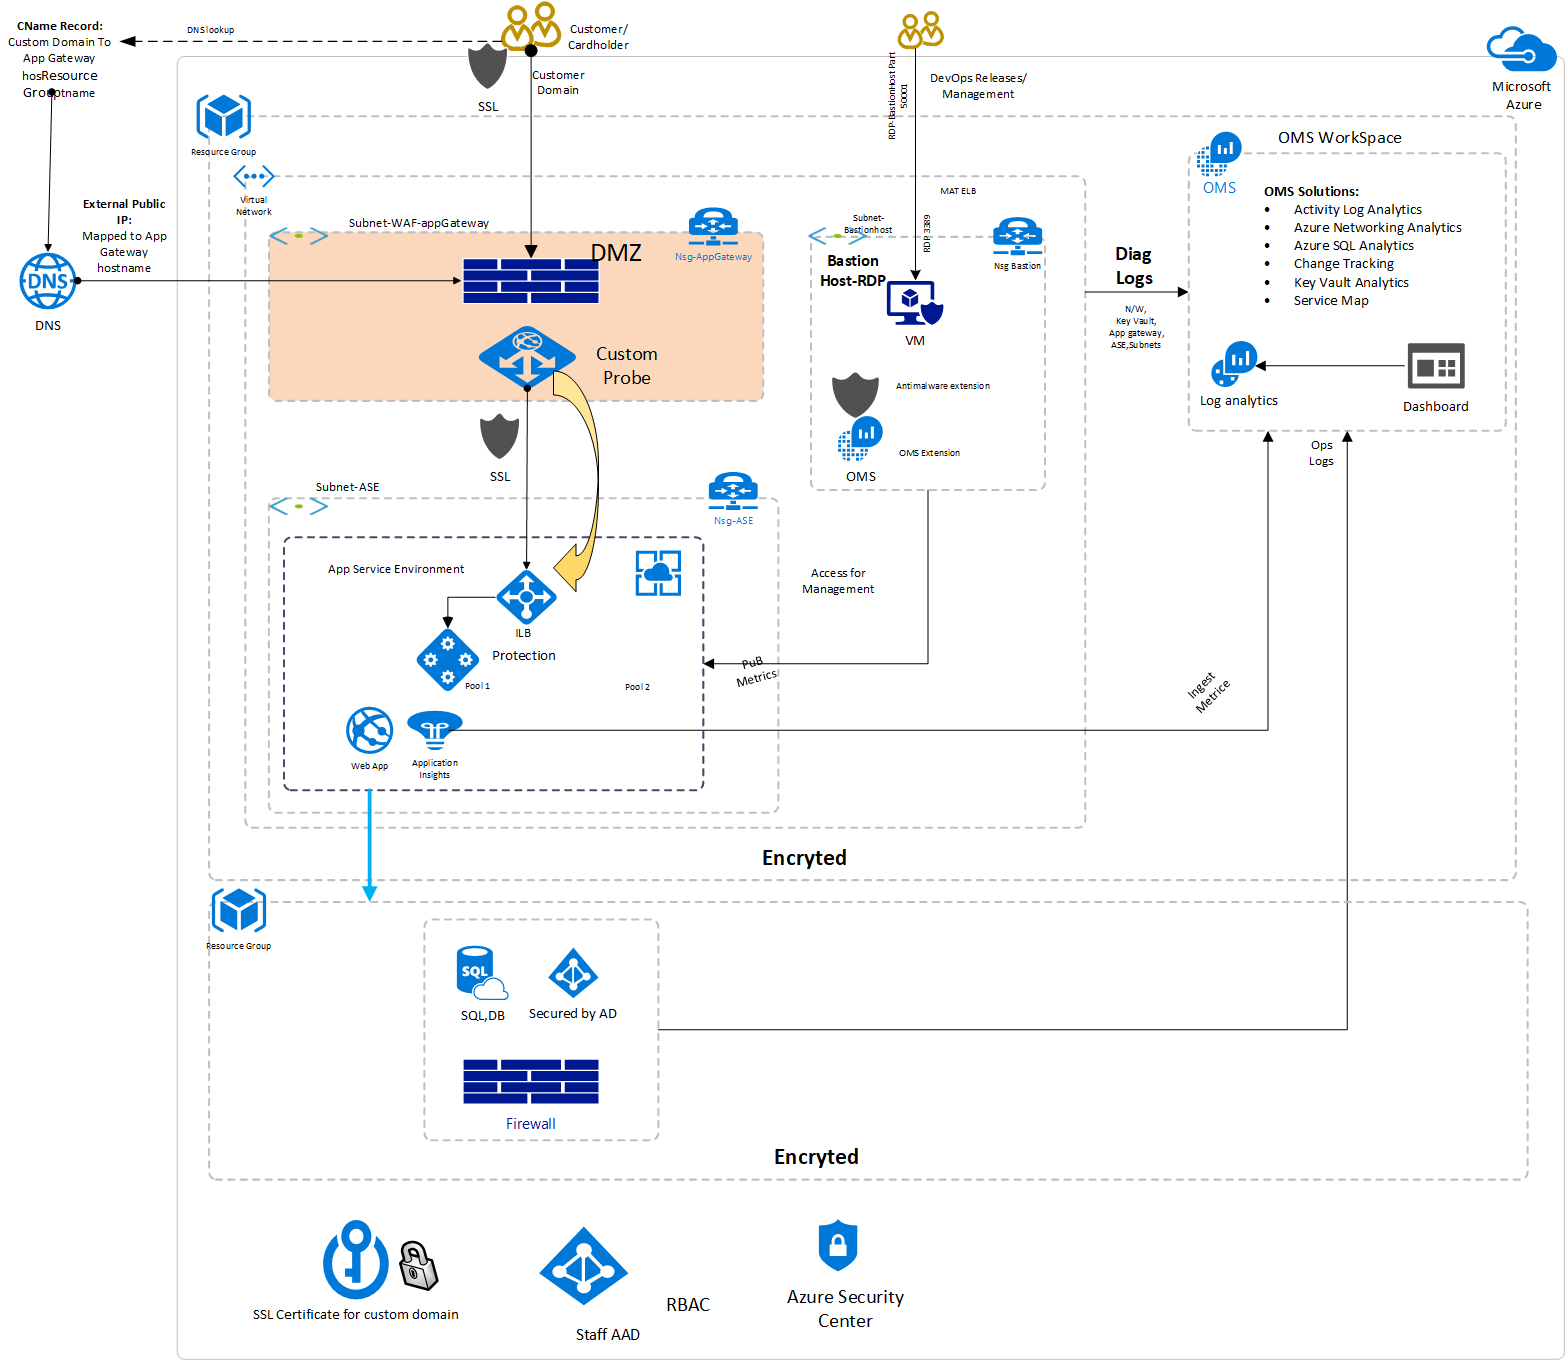 CName Record:
Custom Domain To
App Gateway
hosResource
Grouptname
DNS lookup
Customer/
Cardholder
SSL
Customer
Domain
RDP-BastionHost Part
50001
DevOps Releases/
Management
Microsoft
Azure
Resource Group
Virtual
Network
External Public
IP:
Mapped to App
Gateway
hostname
DNS
DNS
Subnet-WAF-appGateway
DMZ
Nsg-AppGateway
Custom
Probe
SSL
MAT ELB
Subnet-
Bastionhost
RDP 3389
Bastion
Host-RDP
Nsg Bastion
VM
Antimalware extension
OMS Extension
OMS
Diag
Logs
N/W,
Key Vault,
App gateway,
ASE,Subnets
OMS WorkSpace
OMS
OMS Solutions:
• Activity Log Analytics
• Azure Networking Analytics
• Azure SQL Analytics
• Change Tracking
• Key Vault Analytics
• Service Map
Log analytics
Dashboard
Ops
Logs
Subnet-ASE
Nsg-ASE
App Service Environment
ILB
Protection
Pool 1
Pool 2
Access for
Management
PuB
Metrics
Ingest
Metrice
Web App
Application
Insights
Encryted
Resource Group
SQL
SQL,DB
Secured by AD
Firewall
Encryted
SSL Certificate for custom domain
Staff AAD
RBAC
Azure Security
Center